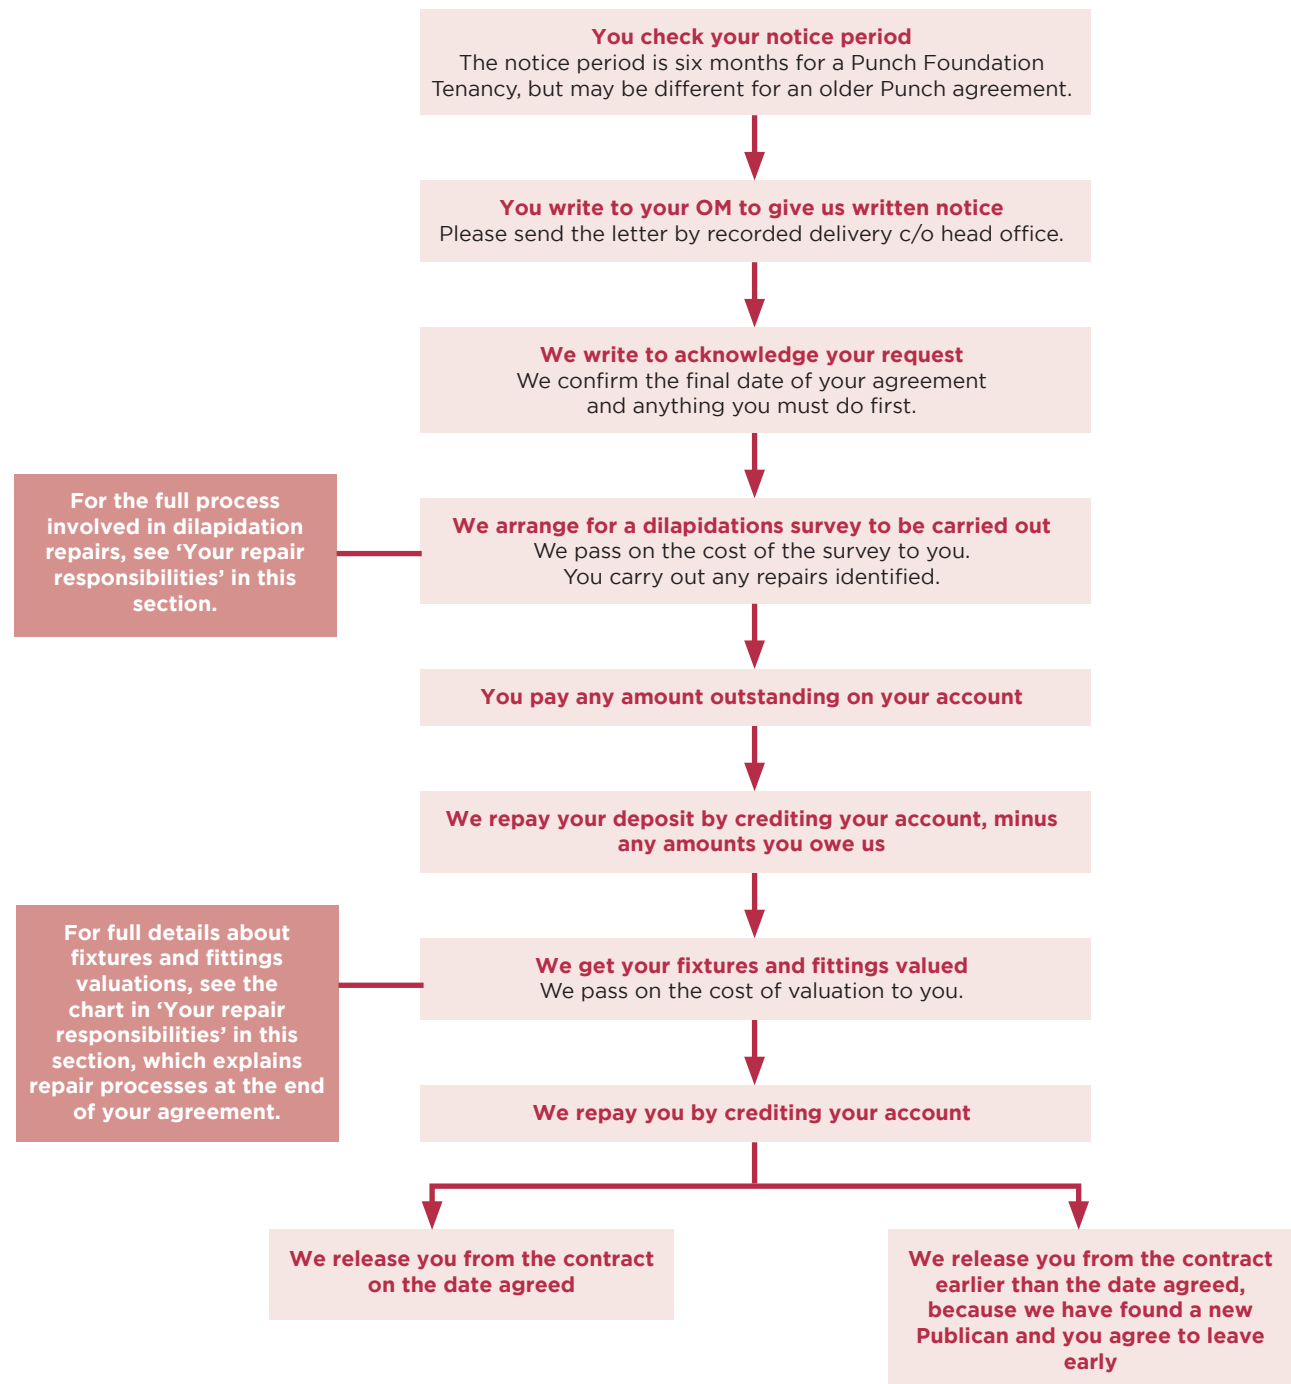 You check your notice period
The notice period is six months for a Punch Foundation
Tenancy, but may be different for an older Punch agreement.
You write to your OM to give us written notice
Please send the letter by recorded delivery c/o head office.
We write to acknowledge your request
We confirm the final date of your agreement
and anything you must do first.
For the full process
involved in dilapidation
repairs, see ‘Your repair
responsibilities’ in this
section.
We arrange for a dilapidations survey to be carried out
We pass on the cost of the survey to you.
You carry out any repairs identified.
You pay any amount outstanding on your account
We repay your deposit by crediting your account, minus
any amounts you owe us
For full details about
fixtures and fittings
valuations, see the
chart in ‘Your repair
responsibilities’ in this
section, which explains
repair processes at the end
of your agreement.
We get your fixtures and fittings valued
We pass on the cost of valuation to you.
We repay you by crediting your account
We release you from the contract
on the date agreed
We release you from the contract
earlier than the date agreed,
because we have found a new
Publican and you agree to leave
early